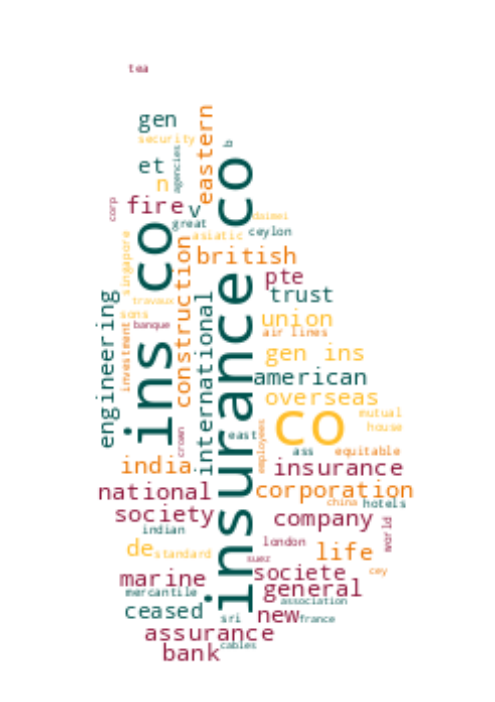 tea
gen
security
eastern
et
agencies
b
n
insurance co
corp
fire
v
daimei
great
ins co
ceylon
asiatic
singapore
construction
british
pte
trust
engineering
international
travaux
sons
union
banque
investment
air lines
gen ins
american
overseas
co
mutual
house
crown
east
employees
ass
equitable
india
insurance
national
corporation
china
hotels
society
company
world
indian
london
de
standard
life
suez
cey
marine
societe
mercantile
general
association
ceased
sri
new
france
assurance
bank
cables